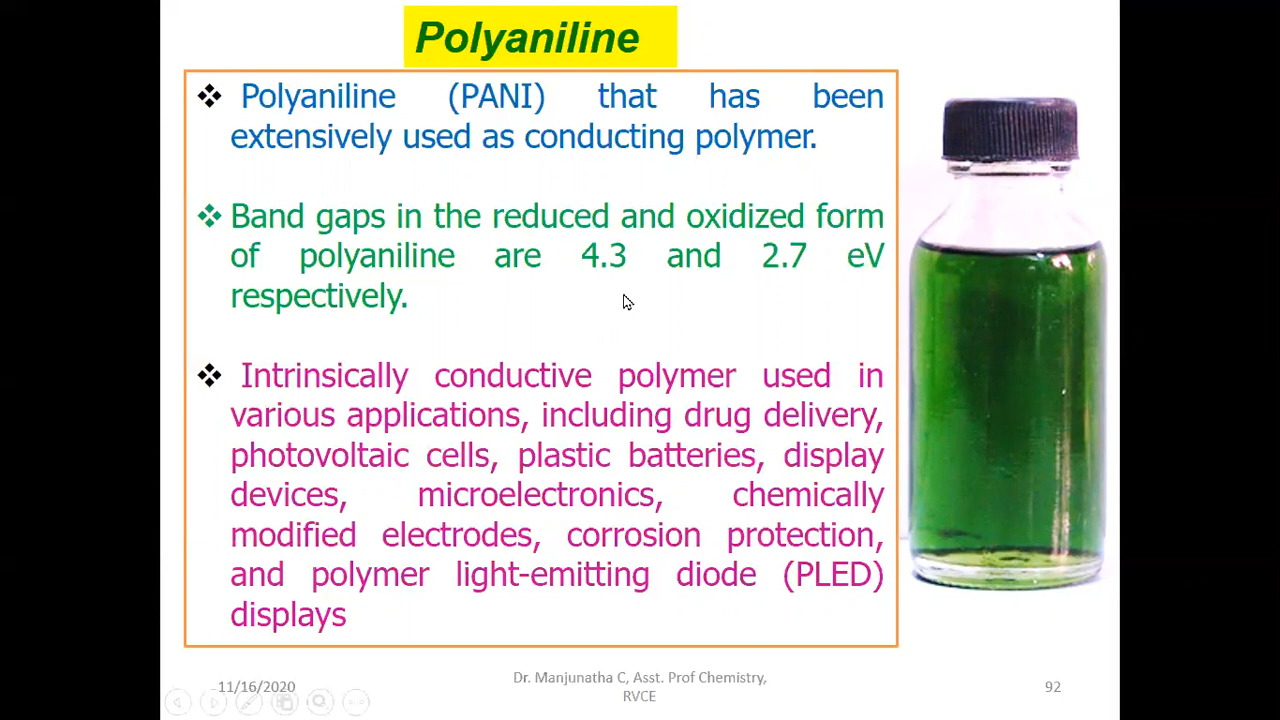 Polyaniline
Polyaniline (PANI) that has been
extensively used as conducting polymer.
Band gaps in the reduced and oxidized form
of polyaniline are 4.3 and 2.7 eV
respectively.
Intrinsically conductive polymer used in
various applications, including drug delivery,
photovoltaic cells, plastic batteries, display
devices, microelectronics, chemically
modified electrodes, corrosion protection,
and polymer light-emitting diode (PLED)
displays
11/16/2020
Dr. Manjunatha C, Asst. Prof Chemistry,
RVCE
92